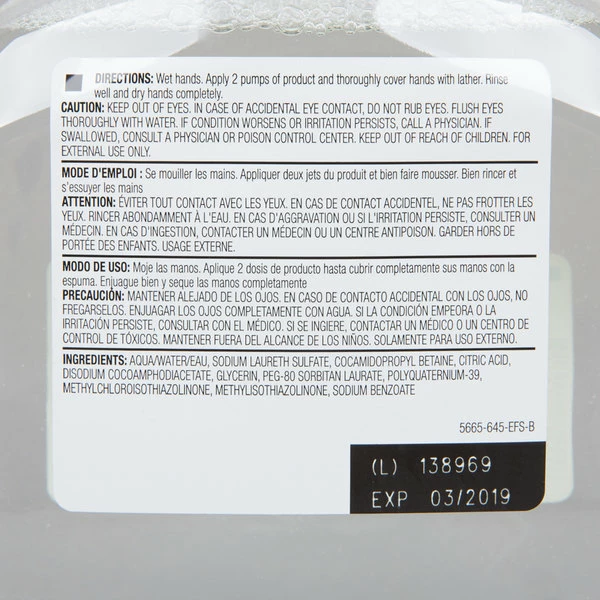 DIRECTIONS: Wet hands. Apply 2 pumps of product and thoroughly cover hands with lather. Rinse
well and dry hands completely.
CAUTION: KEEP OUT OF EYES. IN CASE OF ACCIDENTAL EYE CONTACT, DO NOT RUB EYES. FLUSH EYES
THOROUGHLY WITH WATER. IF CONDITION WORSENS OR IRRITATION PERSISTS, CALL A PHYSICIAN. IF
SWALLOWED, CONSULT A PHYSICIAN OR POISON CONTROL CENTER. KEEP OUT OF REACH OF CHILDREN. FOR
EXTERNAL USE ONLY.
MODE D'EMPLOI : Se mouiller les mains. Appliquer deux jets du produit et bien faire mousser. Bien rincer et
s'essuyer les mains
ATTENTION: ÉVITER TOUT CONTACT AVEC LES YEUX. EN CAS DE CONTACT ACCIDENTEL, NE PAS FROTTER LES
YEUX. RINCER ABONDAMMENT À L'EAU. EN CAS D'AGGRAVATION OU SI L'IRRITATION PERSISTE, CONSULTER UN
MÉDECIN. EN CAS D'INGESTION, CONTACTER UN MÉDECIN OU UN CENTRE ANTIPOISON. GARDER HORS DE
PORTÉE DES ENFANTS. USAGE EXTERNE.
MODO DE USO: Moje las manos. Aplique 2 dosis de producto hasta cubrir completamente sus manos con la
espuma. Enjuague bien y seque las manos completamente
PRECAUCIÓN: MANTENER ALEJADO DE LOS OJOS. EN CASO DE CONTACTO ACCIDENTAL CON LOS OJOS, NO
FREGARSELOS. ENJUAGAR LOS OJOS COMPLETAMENTE CON AGUA. SI LA CONDICIÓN EMPEORA O LA
IRRITACIÓN PERSISTE, CONSULTAR CON EL MÉDICO. SI SE INGIERE, CONTACTAR UN MÉDICO O UN CENTRO DE
CONTROL DE TÓXICOS. MANTENER FUERA DEL ALCANCE DE LOS NIÑOS. SOLAMENTE PARA USO EXTERNO.
INGREDIENTS: AQUA/WATER/EAU, SODIUM LAURETH SULFATE, COCAMIDOPROPYL BETAINE, CITRIC ACID,
DISODIUM COCOAMPHODIACETATE, GLYCERIN, PEG-80 SORBITAN LAURATE, POLYQUATERNIUM-39,
METHYLCHLOROISOTHIAZOLINONE, METHYLISOTHIAZOLINONE, SODIUM BENZOATE
5665-645-EFS-B
(L) 138969
EXP 03/2019